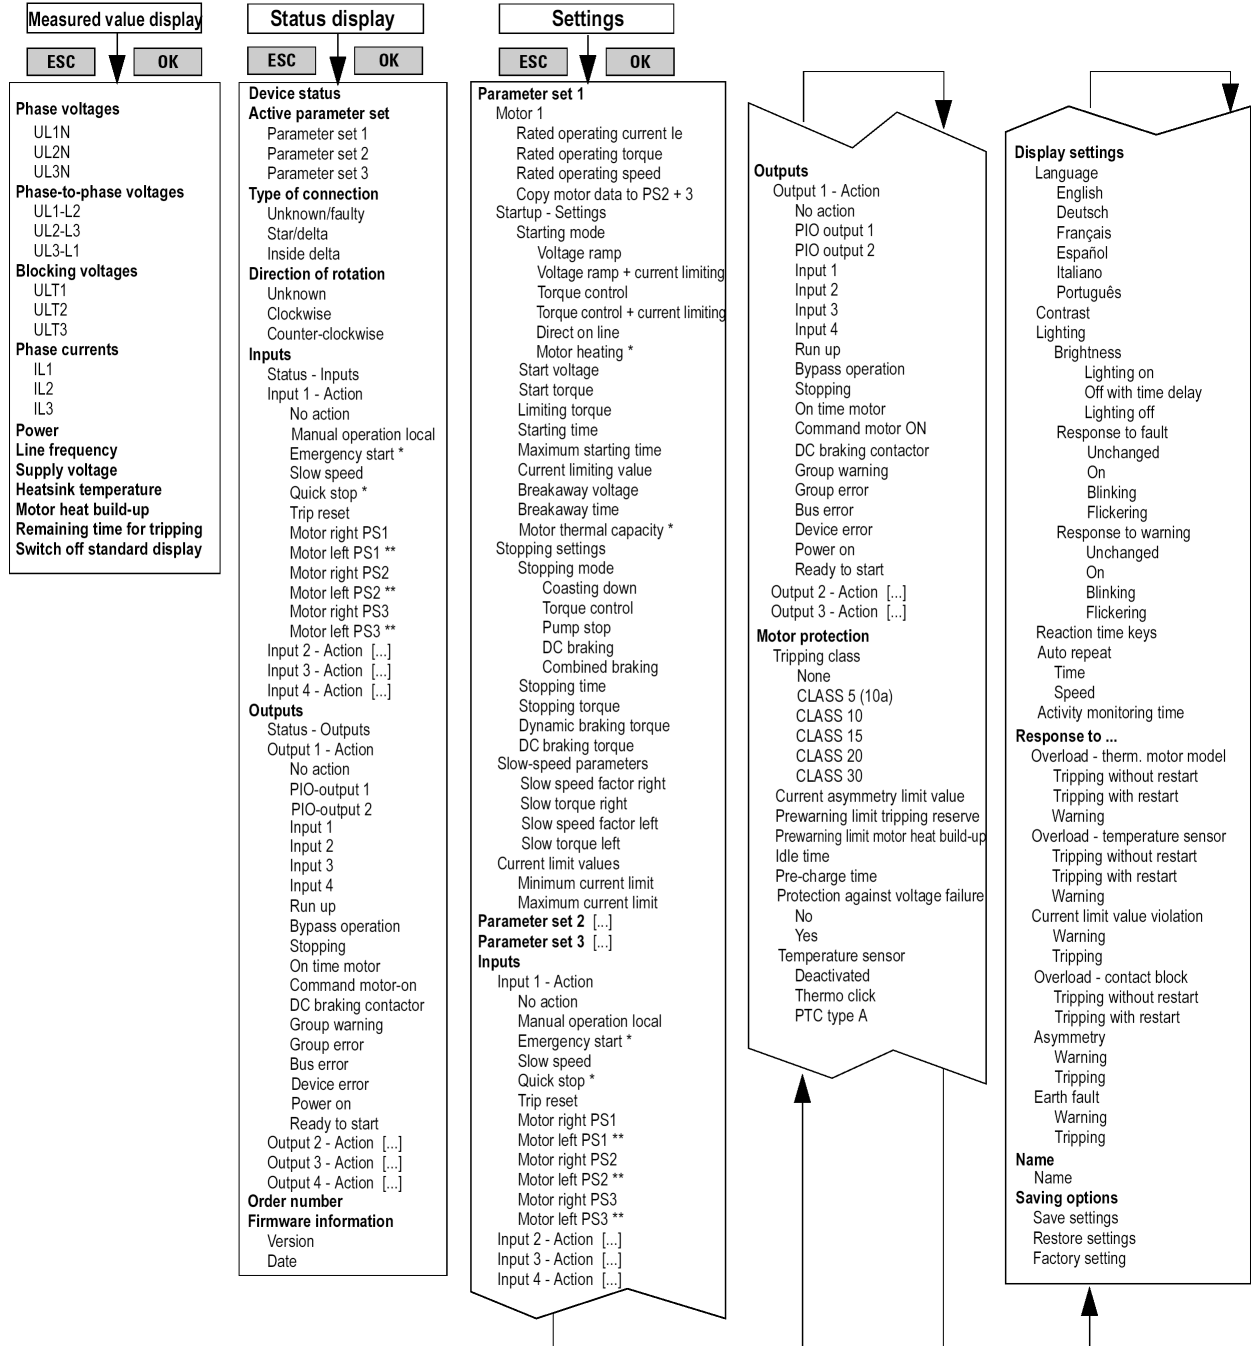 Measured value display
ESC
OK
Phase voltages
UL1N
UL2N
UL3N
Phase-to-phase voltages
UL1-L2
UL2-L3
UL3-L1
Blocking voltages
ULT1
ULT2
ULT3
Phase currents
IL1
IL2
IL3
Power
Line frequency
Supply voltage
Heatsink temperature
Motor heat build-up
Remaining time for tripping
Switch off standard display
Status display
ESC
OK
Device status
Active parameter set
Parameter set 1
Parameter set 2
Parameter set 3
Type of connection
Unknown/faulty
Star/delta
Inside delta
Direction of rotation
Unknown
Clockwise
Counter-clockwise
Inputs
Status - Inputs
Input 1 - Action
No action
Manual operation local
Emergency start *
Slow speed
Quick stop *
Trip reset
Motor right PS1
Motor left PS1 **
Motor right PS2
Motor left PS2 **
Motor right PS3
Motor left PS3 **
Input 2 - Action [...]
Input 3 - Action [...]
Input 4 - Action [...]
Outputs
Status - Outputs
Output 1 - Action
No action
PIO-output 1
PIO-output 2
Input 1
Input 2
Input 3
Input 4
Run up
Bypass operation
Stopping
On time motor
Command motor-on
DC braking contactor
Group warning
Group error
Bus error
Device error
Power on
Ready to start
Output 2 - Action [...]
Output 3 - Action [...]
Output 4 - Action [...]
Order number
Firmware information
Version
Date
Settings
ESC
OK
Parameter set 1
Motor 1
Rated operating current Ie
Rated operating torque
Rated operating speed
Copy motor data to PS2 + 3
Startup - Settings
Starting mode
Voltage ramp
Voltage ramp + current limiting
Torque control
Torque control + current limiting
Direct on line
Motor heating *
Start voltage
Start torque
Limiting torque
Starting time
Maximum starting time
Current limiting value
Breakaway voltage
Breakaway time
Motor thermal capacity *
Stopping settings
Stopping mode
Coasting down
Torque control
Pump stop
DC braking
Combined braking
Stopping time
Stopping torque
Dynamic braking torque
DC braking torque
Slow-speed parameters
Slow speed factor right
Slow torque right
Slow speed factor left
Slow torque left
Current limit values
Minimum current limit
Maximum current limit
Parameter set 2 [...]
Parameter set 3 [...]
Inputs
Input 1 - Action
No action
Manual operation local
Emergency start *
Slow speed
Quick stop *
Trip reset
Motor right PS1
Motor left PS1 **
Motor right PS2
Motor left PS2 **
Motor right PS3
Motor left PS3 **
Input 2 - Action [...]
Input 3 - Action [...]
Input 4 - Action [...]
Outputs
Output 1 - Action
No action
PIO output 1
PIO output 2
Input 1
Input 2
Input 3
Input 4
Run up
Bypass operation
Stopping
On time motor
Command motor ON
DC braking contactor
Group warning
Group error
Bus error
Device error
Power on
Ready to start
Output 2 - Action [...]
Output 3 - Action [...]
Motor protection
Tripping class
None
CLASS 5 (10a)
CLASS 10
CLASS 15
CLASS 20
CLASS 30
Current asymmetry limit value
Prewarning limit tripping reserve
Prewarning limit motor heat build-up
Idle time
Pre-charge time
Protection against voltage failure
No
Yes
Temperature sensor
Deactivated
Thermo click
PTC type A
Display settings
Language
English
Deutsch
Français
Español
Italiano
Português
Contrast
Lighting
Brightness
Lighting on
Off with time delay
Lighting off
Response to fault
Unchanged
On
Blinking
Flickering
Response to warning
Unchanged
On
Blinking
Flickering
Reaction time keys
Auto repeat
Time
Speed
Activity monitoring time
Response to ...
Overload - therm. motor model
Tripping without restart
Tripping with restart
Warning
Overload - temperature sensor
Tripping without restart
Tripping with restart
Warning
Current limit value violation
Warning
Tripping
Overload - contact block
Tripping without restart
Tripping with restart
Asymmetry
Warning
Tripping
Earth fault
Warning
Tripping
Name
Name
Saving options
Save settings
Restore settings
Factory setting